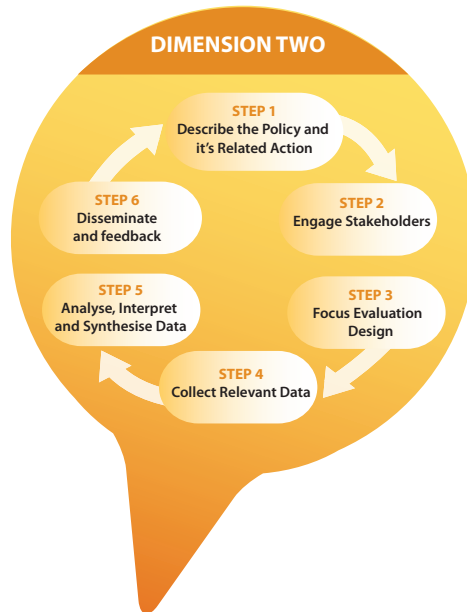 DIMENSION TWO
STEP 1
Describe the Policy and
it's Related Action
STEP 2
Engage Stakeholders
STEP 3
Focus Evaluation
Design
STEP 4
Collect Relevant Data
STEP 5
Analyse, Interpret
and Synthesise Data
STEP 6
Disseminate
and feedback